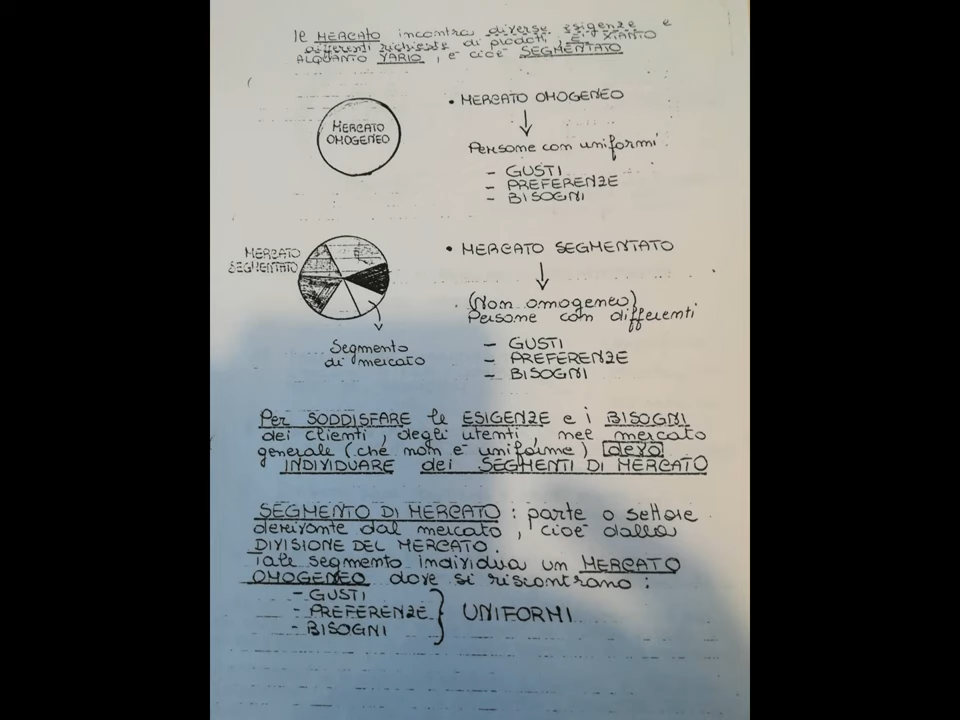 le MERCATO incontra diverse esigenze e
differenti richieste di prodotti, È PERTANTO
ALQUANTO VARIO, e cioè SEGMENTATO
MERCATO
OMOGENEO
• MERCATO OMOGENEO
Persone con uniformi:
- GUSTI
- PREFERENZE
- BISOGNI
MERCATO
SEGMENTATO
Segmento
di mercato
• MERCATO SEGMENTATO
(Non omogeneo)
Persone con differenti
- GUSTI
- PREFERENZE
- BISOGNI
Per SODDISFARE le ESIGENZE e i BISOGNI
dei clienti, degli utenti, nel mercato
generale (che non è uniforme) devo
INDIVIDUARE dei SEGMENTI DI MERCATO
SEGMENTO DI MERCATO: parte o settore
derivante dal mercato, cioè dalla
DIVISIONE DEL MERCATO.
Tale segmento individua un MERCATO
OMOGENEO dove si riscontrano:
- GUSTI
- PREFERENZE
- BISOGNI
UNIFORMI